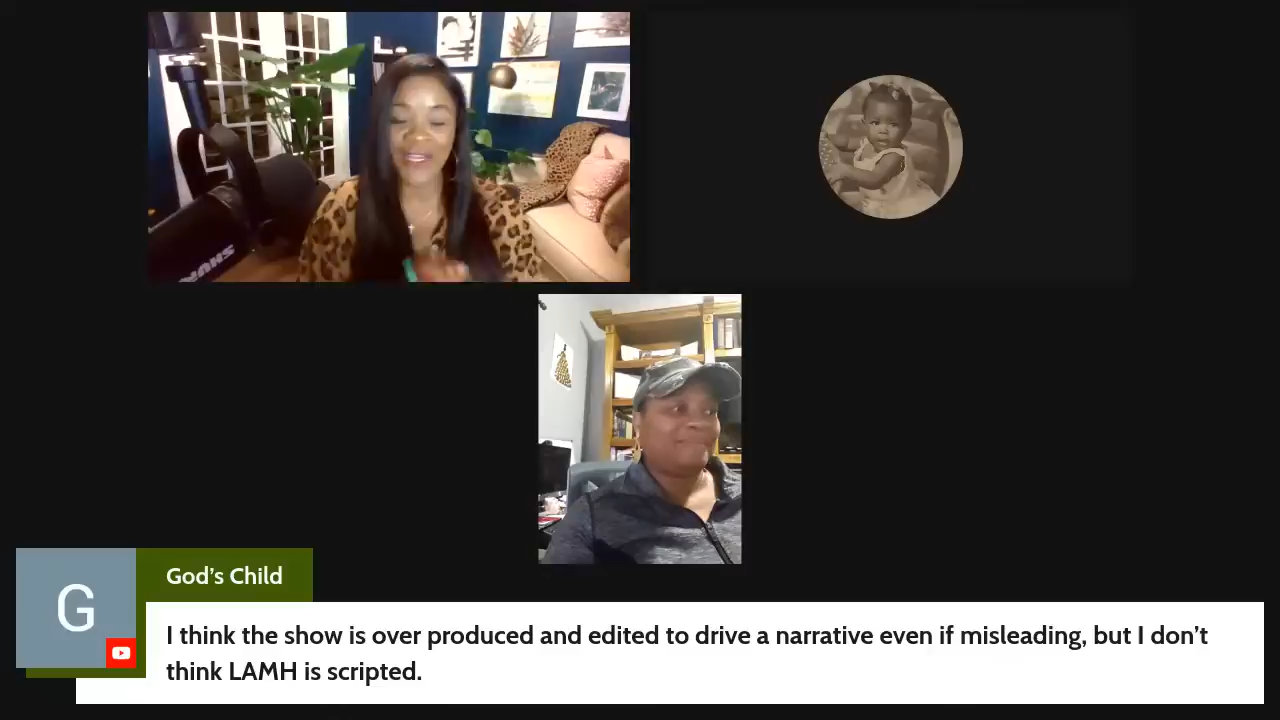 SHURE
G
God's Child
I think the show is over produced and edited to drive a narrative even if misleading, but I don't
think LAMH is scripted.